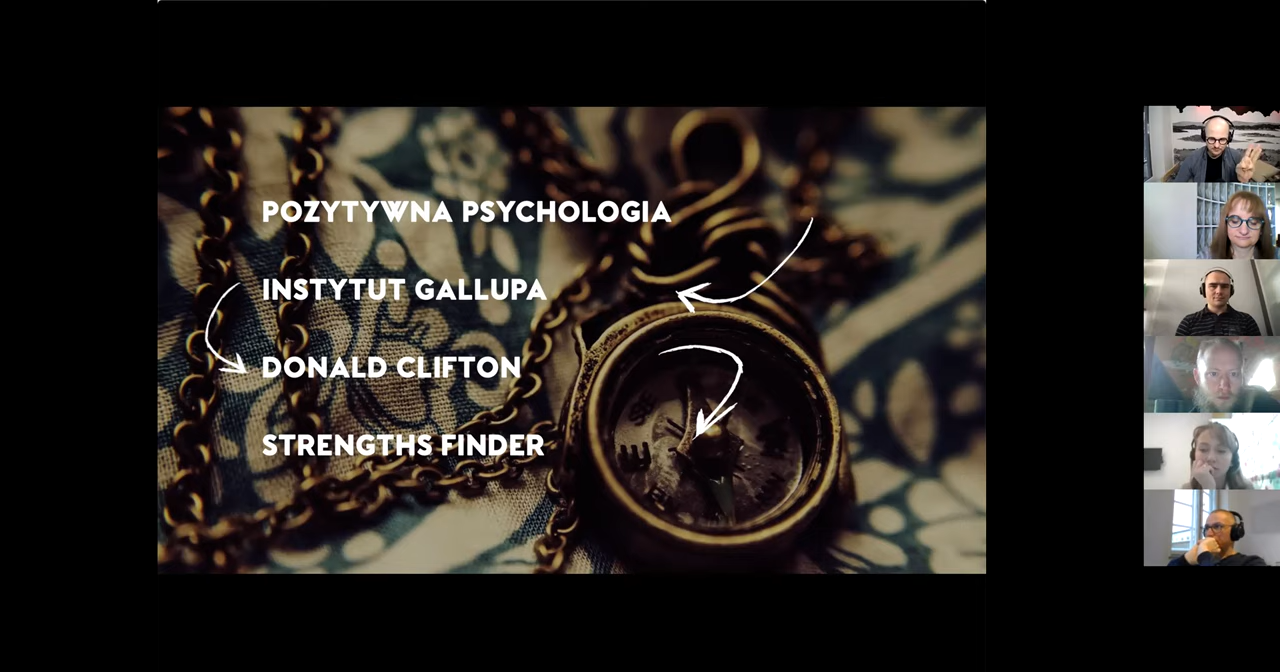 POZYTYWNA PSYCHOLOGIA
INSTYTUT GALLUPA
DONALD CLIFTON
STRENGTHS FINDER